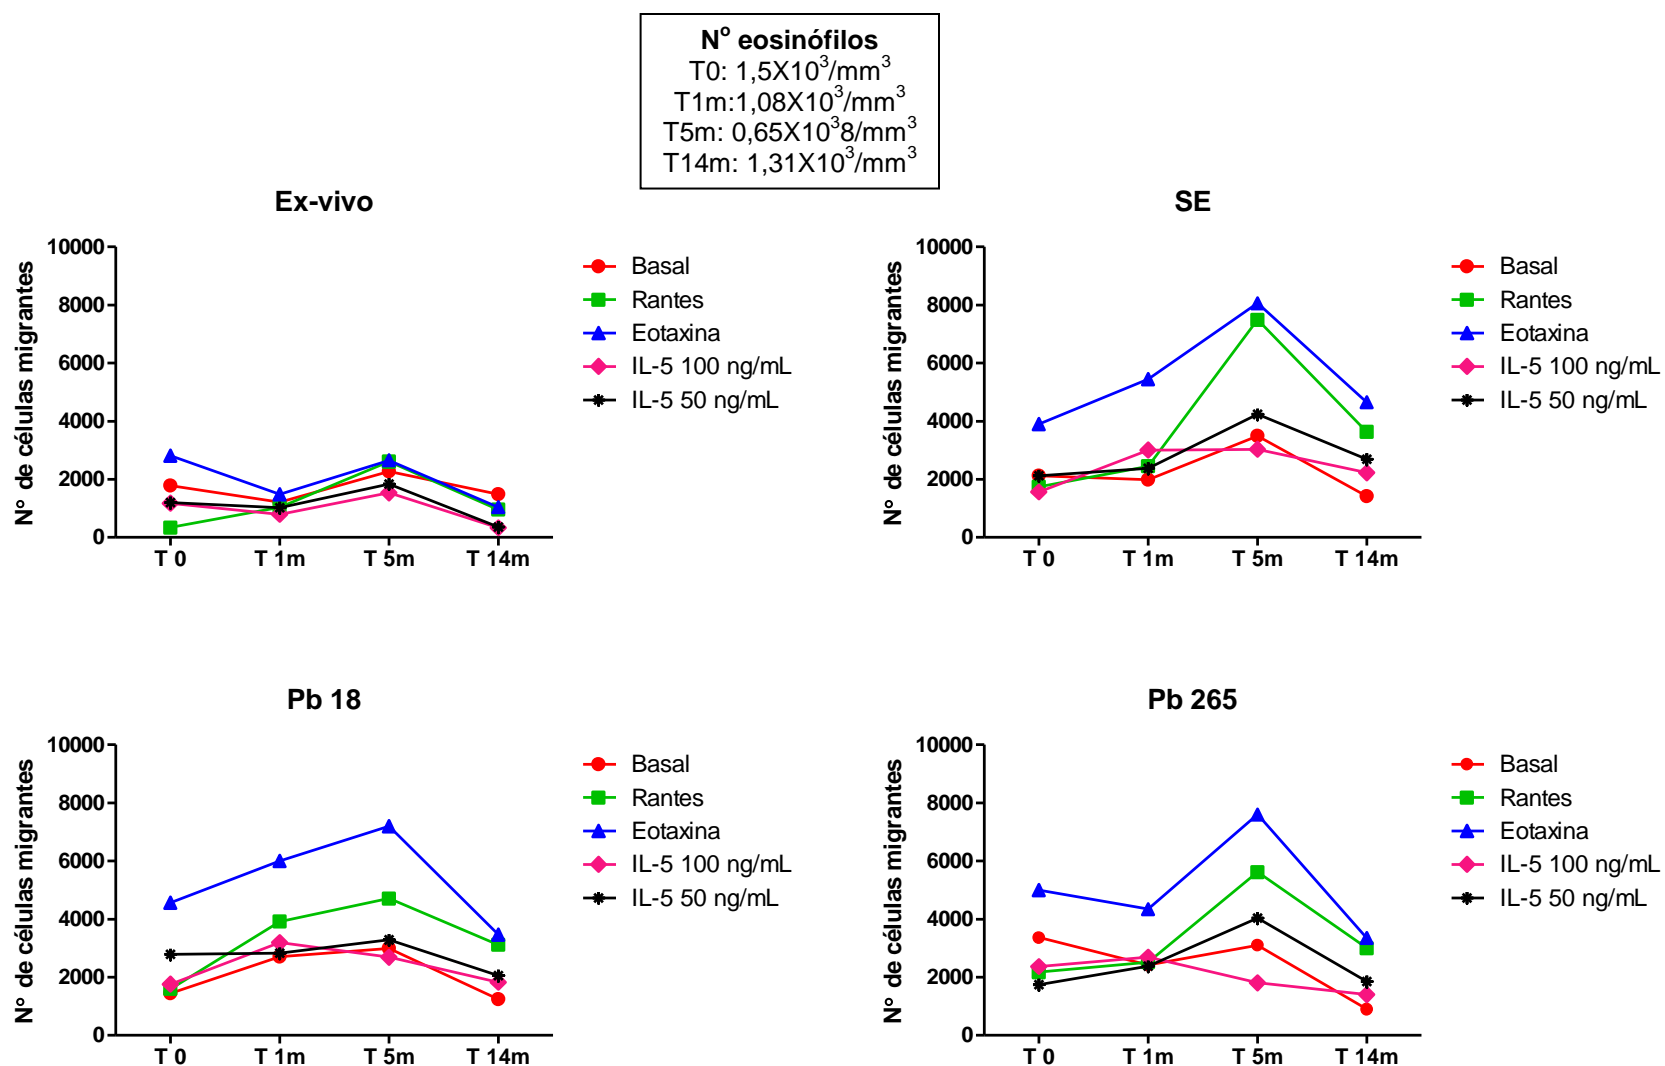 Nº eosinófilos
T0: 1,5X10³/mm³
T1m:1,08X10³/mm³
T5m: 0,65X10³8/mm³
T14m: 1,31X10³/mm³
Ex-vivo
N° de células migrantes
10000
8000
6000
4000
2000
0
T 0 T 1m T 5m T 14m
Basal
Rantes
Eotaxina
IL-5 100 ng/mL
IL-5 50 ng/mL
SE
N° de células migrantes
10000
8000
6000
4000
2000
0
T 0 T 1m T 5m T 14m
Basal
Rantes
Eotaxina
IL-5 100 ng/mL
IL-5 50 ng/mL
Pb 18
N° de células migrantes
10000
8000
6000
4000
2000
0
T 0 T 1m T 5m T 14m
Basal
Rantes
Eotaxina
IL-5 100 ng/mL
IL-5 50 ng/mL
Pb 265
N° de células migrantes
10000
8000
6000
4000
2000
0
T 0 T 1m T 5m T 14m
Basal
Rantes
Eotaxina
IL-5 100 ng/mL
IL-5 50 ng/mL